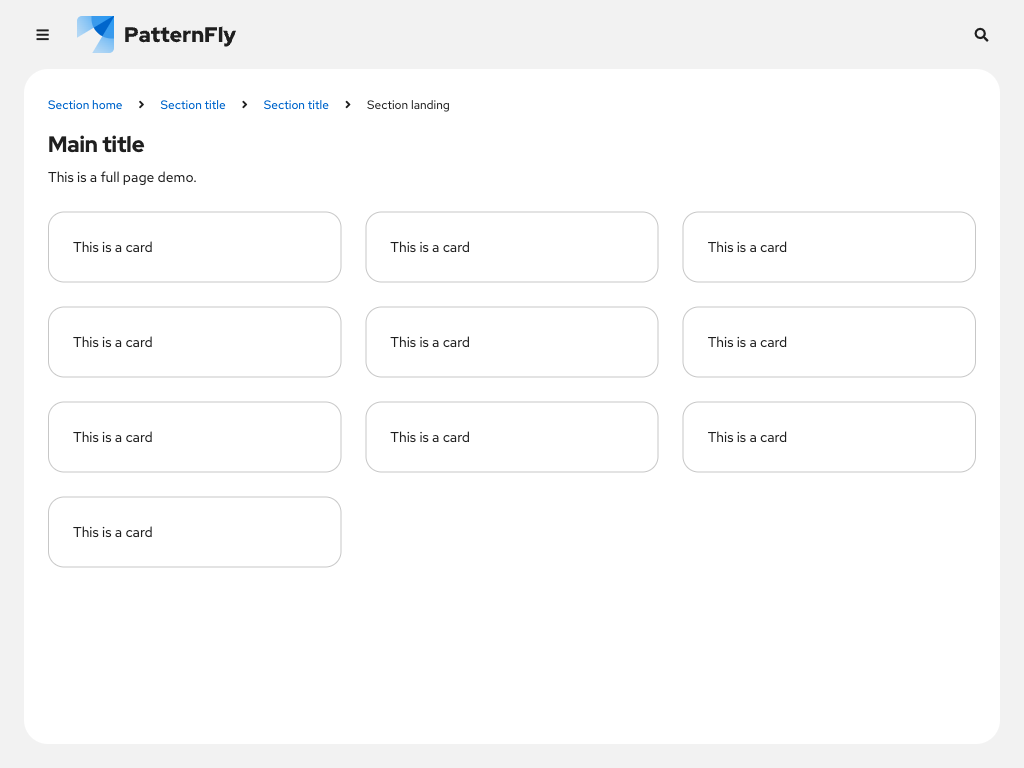 PatternFly
Section home Section title Section title Section landing
Main title
This is a full page demo.
This is a card This is a card This is a card
This is a card This is a card This is a card
This is a card This is a card This is a card
This is a card